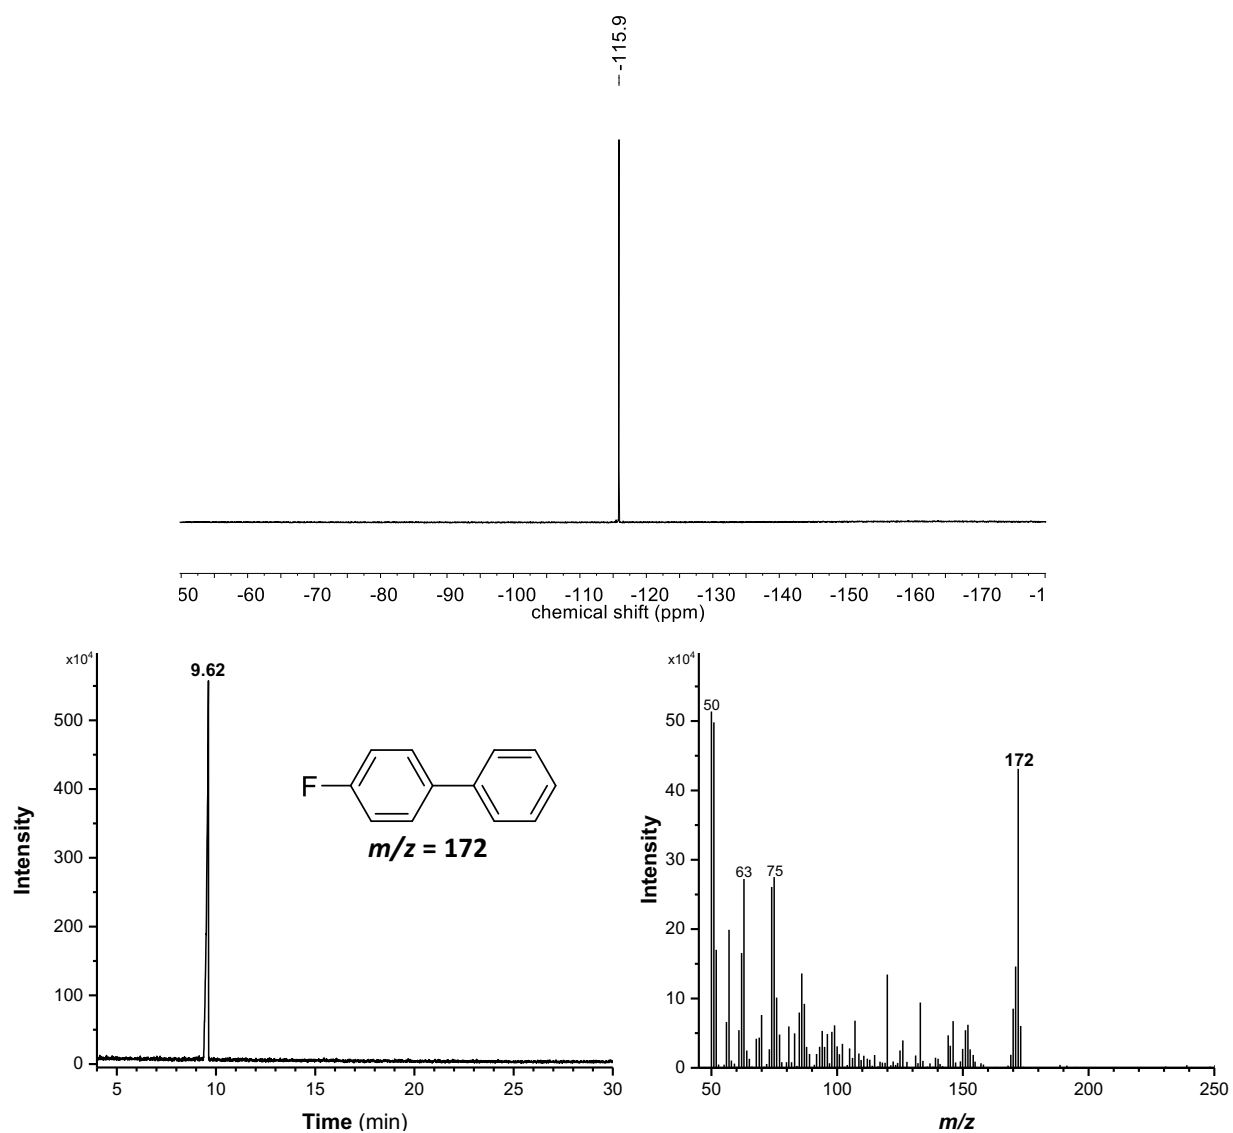 -115.9
50 -60 -70 -80 -90 -100 -110 -120 -130 -140 -150 -160 -170 -1
chemical shift (ppm)
x10⁴
9.62
500
400
300
200
100
0
Intensity
F
m/z = 172
5 10 15 20 25 30
Time (min)
x10⁴
50
172
63
75
50
40
30
20
10
0
Intensity
50 100 150 200 250
m/z